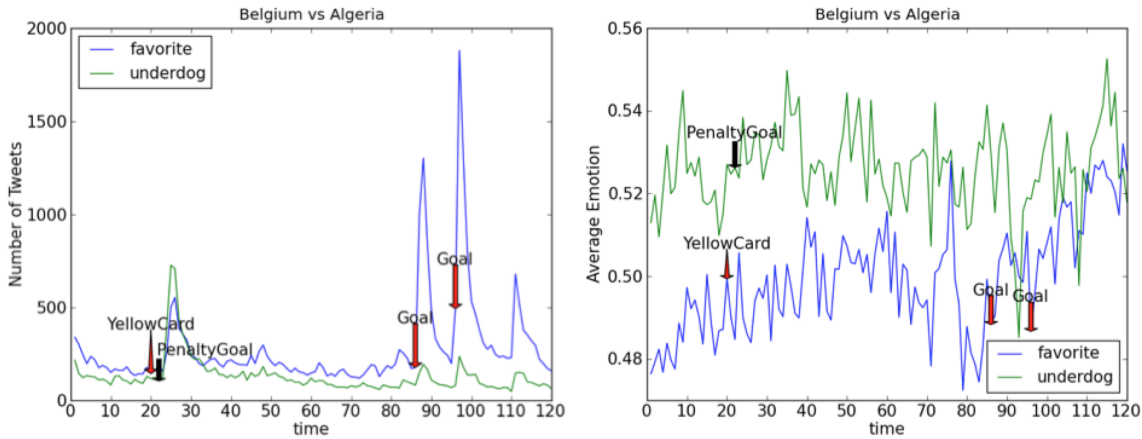 Belgium vs Algeria
2000
1500
1000
500
0
Number of Tweets
favorite
underdog
YellowCard
PenaltyGoal
Goal
Goal
0 10 20 30 40 50 60 70 80 90 100 110 120
time
Belgium vs Algeria
0.56
0.54
0.52
0.50
0.48
Average Emotion
PenaltyGoal
YellowCard
Goal
Goal
favorite
underdog
0 10 20 30 40 50 60 70 80 90 100 110 120
time